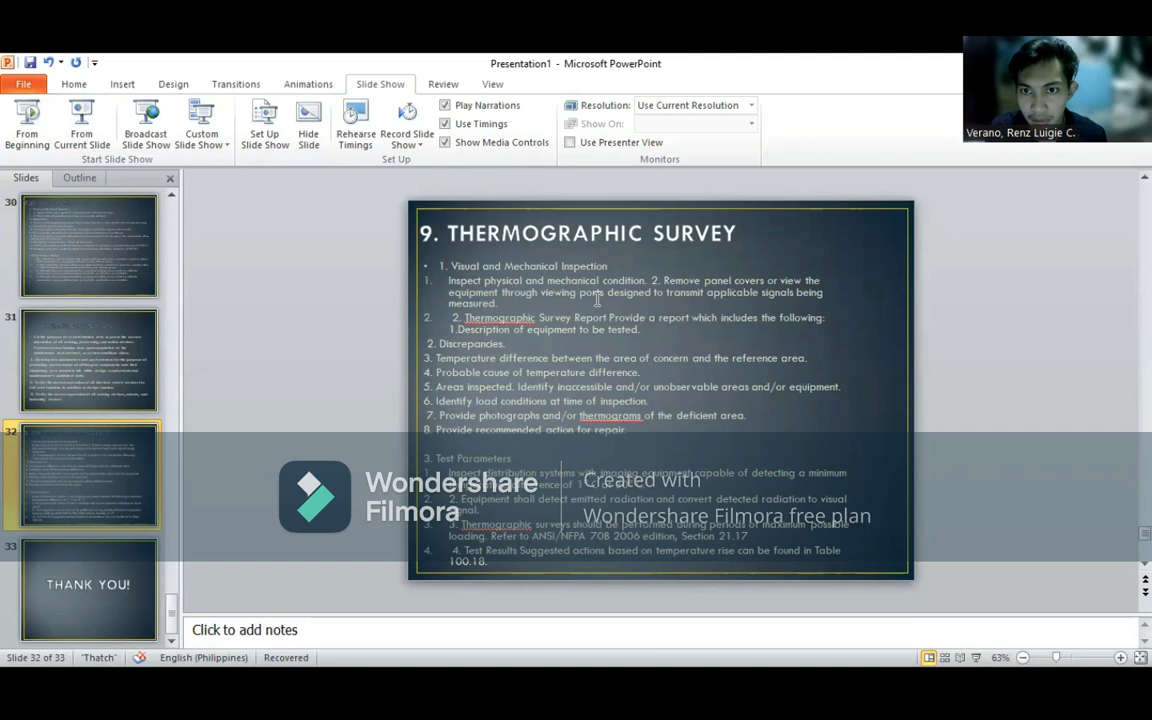 Presentation1 - Microsoft PowerPoint
File Home Insert Design Transitions Animations Slide Show Review View
From Beginning
From Current Slide
Broadcast Slide Show
Custom Slide Show
Set Up Slide Show
Hide Slide
Rehearse Timings
Record Slide Show
Play Narrations
Use Timings
Show Media Controls
Resolution: Use Current Resolution
Show On:
Use Presenter View
Start Slide Show
Set Up
Monitors
Verano, Renz Luigie C.
Slides Outline
30
31
32
33
THANK YOU!
9. THERMOGRAPHIC SURVEY
• 1. Visual and Mechanical Inspection
1. Inspect physical and mechanical condition. 2. Remove panel covers or view the
equipment through viewing ports designed to transmit applicable signals being
measured.
2. 2. Thermographic Survey Report Provide a report which includes the following:
1.Description of equipment to be tested.
2. Discrepancies.
3. Temperature difference between the area of concern and the reference area.
4. Probable cause of temperature difference.
5. Areas inspected. Identify inaccessible and/or unobservable areas and/or equipment.
6. Identify load conditions at time of inspection.
7. Provide photographs and/or thermograms of the deficient area.
8. Provide recommended action for repair.
3. Test Parameters
1. Inspect distribution systems with imaging equipment capable of detecting a minimum
of 1
2. 2. Equipment shall detect emitted radiation and convert detected radiation to visual
3. 3. Thermographic surveys should be performed during periods of maximum possible
loading. Refer to ANSI/NFPA 70B 2006 edition, Section 21.17
4. 4. Test Results Suggested actions based on temperature rise can be found in Table
100.18.
Wondershare
Filmora
Created with
Wondershare Filmora free plan
Click to add notes
Slide 32 of 33 "Thatch" English (Philippines) Recovered 63%